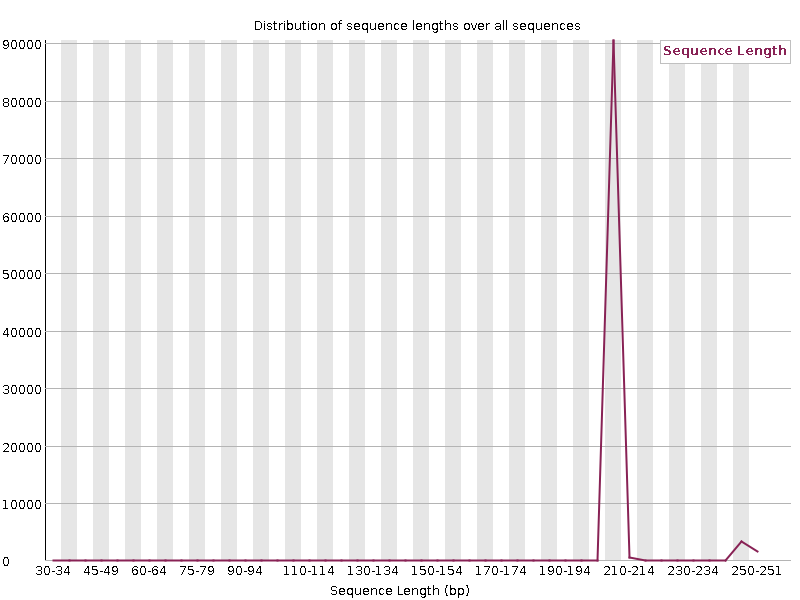 Distribution of sequence lengths over all sequences
Sequence Length
90000
80000
70000
60000
50000
40000
30000
20000
10000
0
30-34 45-49 60-64 75-79 90-94 110-114 130-134 150-154 170-174 190-194 210-214 230-234 250-251
Sequence Length (bp)